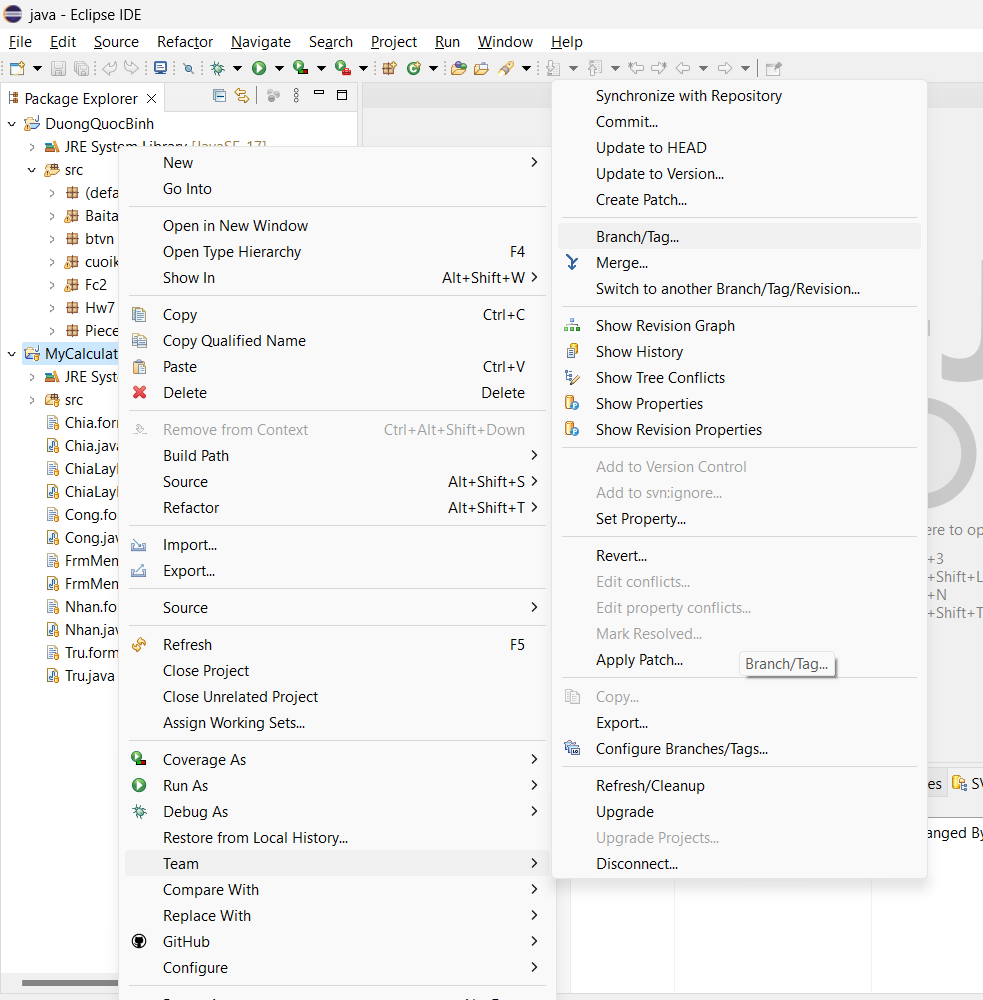 java - Eclipse IDE
File Edit Source Refactor Navigate Search Project Run Window Help
Package Explorer
DuongQuocBinh
JRE System Library [JavaSE-17]
src
(defa
Baita
btvn
cuoik
Fc2
Hw7
Piece
MyCalculat
JRE Syst
src
Chia.form
Chia.java
ChiaLay
ChiaLay
Cong.fo
Cong.jav
FrmMen
FrmMen
Nhan.fo
Nhan.jav
Tru.form
Tru.java
New
Go Into
Open in New Window
Open Type Hierarchy F4
Show In Alt+Shift+W
Copy Ctrl+C
Copy Qualified Name
Paste Ctrl+V
Delete Delete
Remove from Context Ctrl+Alt+Shift+Down
Build Path
Source Alt+Shift+S
Refactor Alt+Shift+T
Import...
Export...
Source
Refresh F5
Close Project
Close Unrelated Project
Assign Working Sets...
Coverage As
Run As
Debug As
Restore from Local History...
Team
Compare With
Replace With
GitHub
Configure
Synchronize with Repository
Commit...
Update to HEAD
Update to Version...
Create Patch...
Branch/Tag...
Merge...
Switch to another Branch/Tag/Revision...
Show Revision Graph
Show History
Show Tree Conflicts
Show Properties
Show Revision Properties
Add to Version Control
Add to svn:ignore...
Set Property...
Revert...
Edit conflicts...
Edit property conflicts...
Mark Resolved...
Apply Patch...
Branch/Tag...
Copy...
Export...
Configure Branches/Tags...
Refresh/Cleanup
Upgrade
Upgrade Projects...
Disconnect...
ere to op
+3
+Shift+L
+N
+Shift+T
es SV
anged By